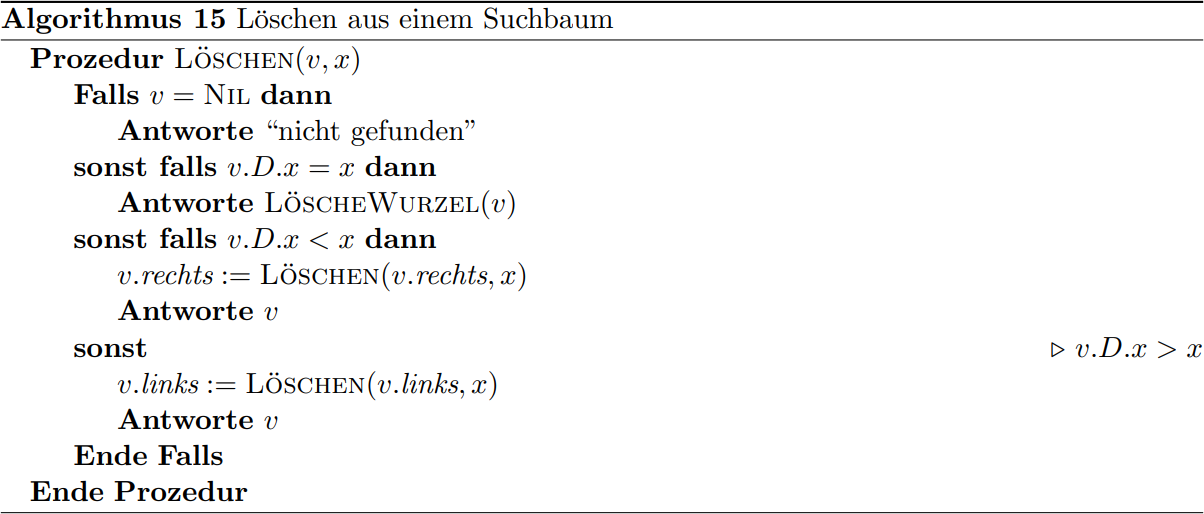 Algorithmus 15 Löschen aus einem Suchbaum
Prozedur LÖSCHEN(v, x)
Falls v = NIL dann
Antworte “nicht gefunden”
sonst falls v.D.x = x dann
Antworte LÖSCHEWURZEL(v)
sonst falls v.D.x < x dann
v.rechts := LÖSCHEN(v.rechts, x)
Antworte v
sonst ▷ v.D.x > x
v.links := LÖSCHEN(v.links, x)
Antworte v
Ende Falls
Ende Prozedur